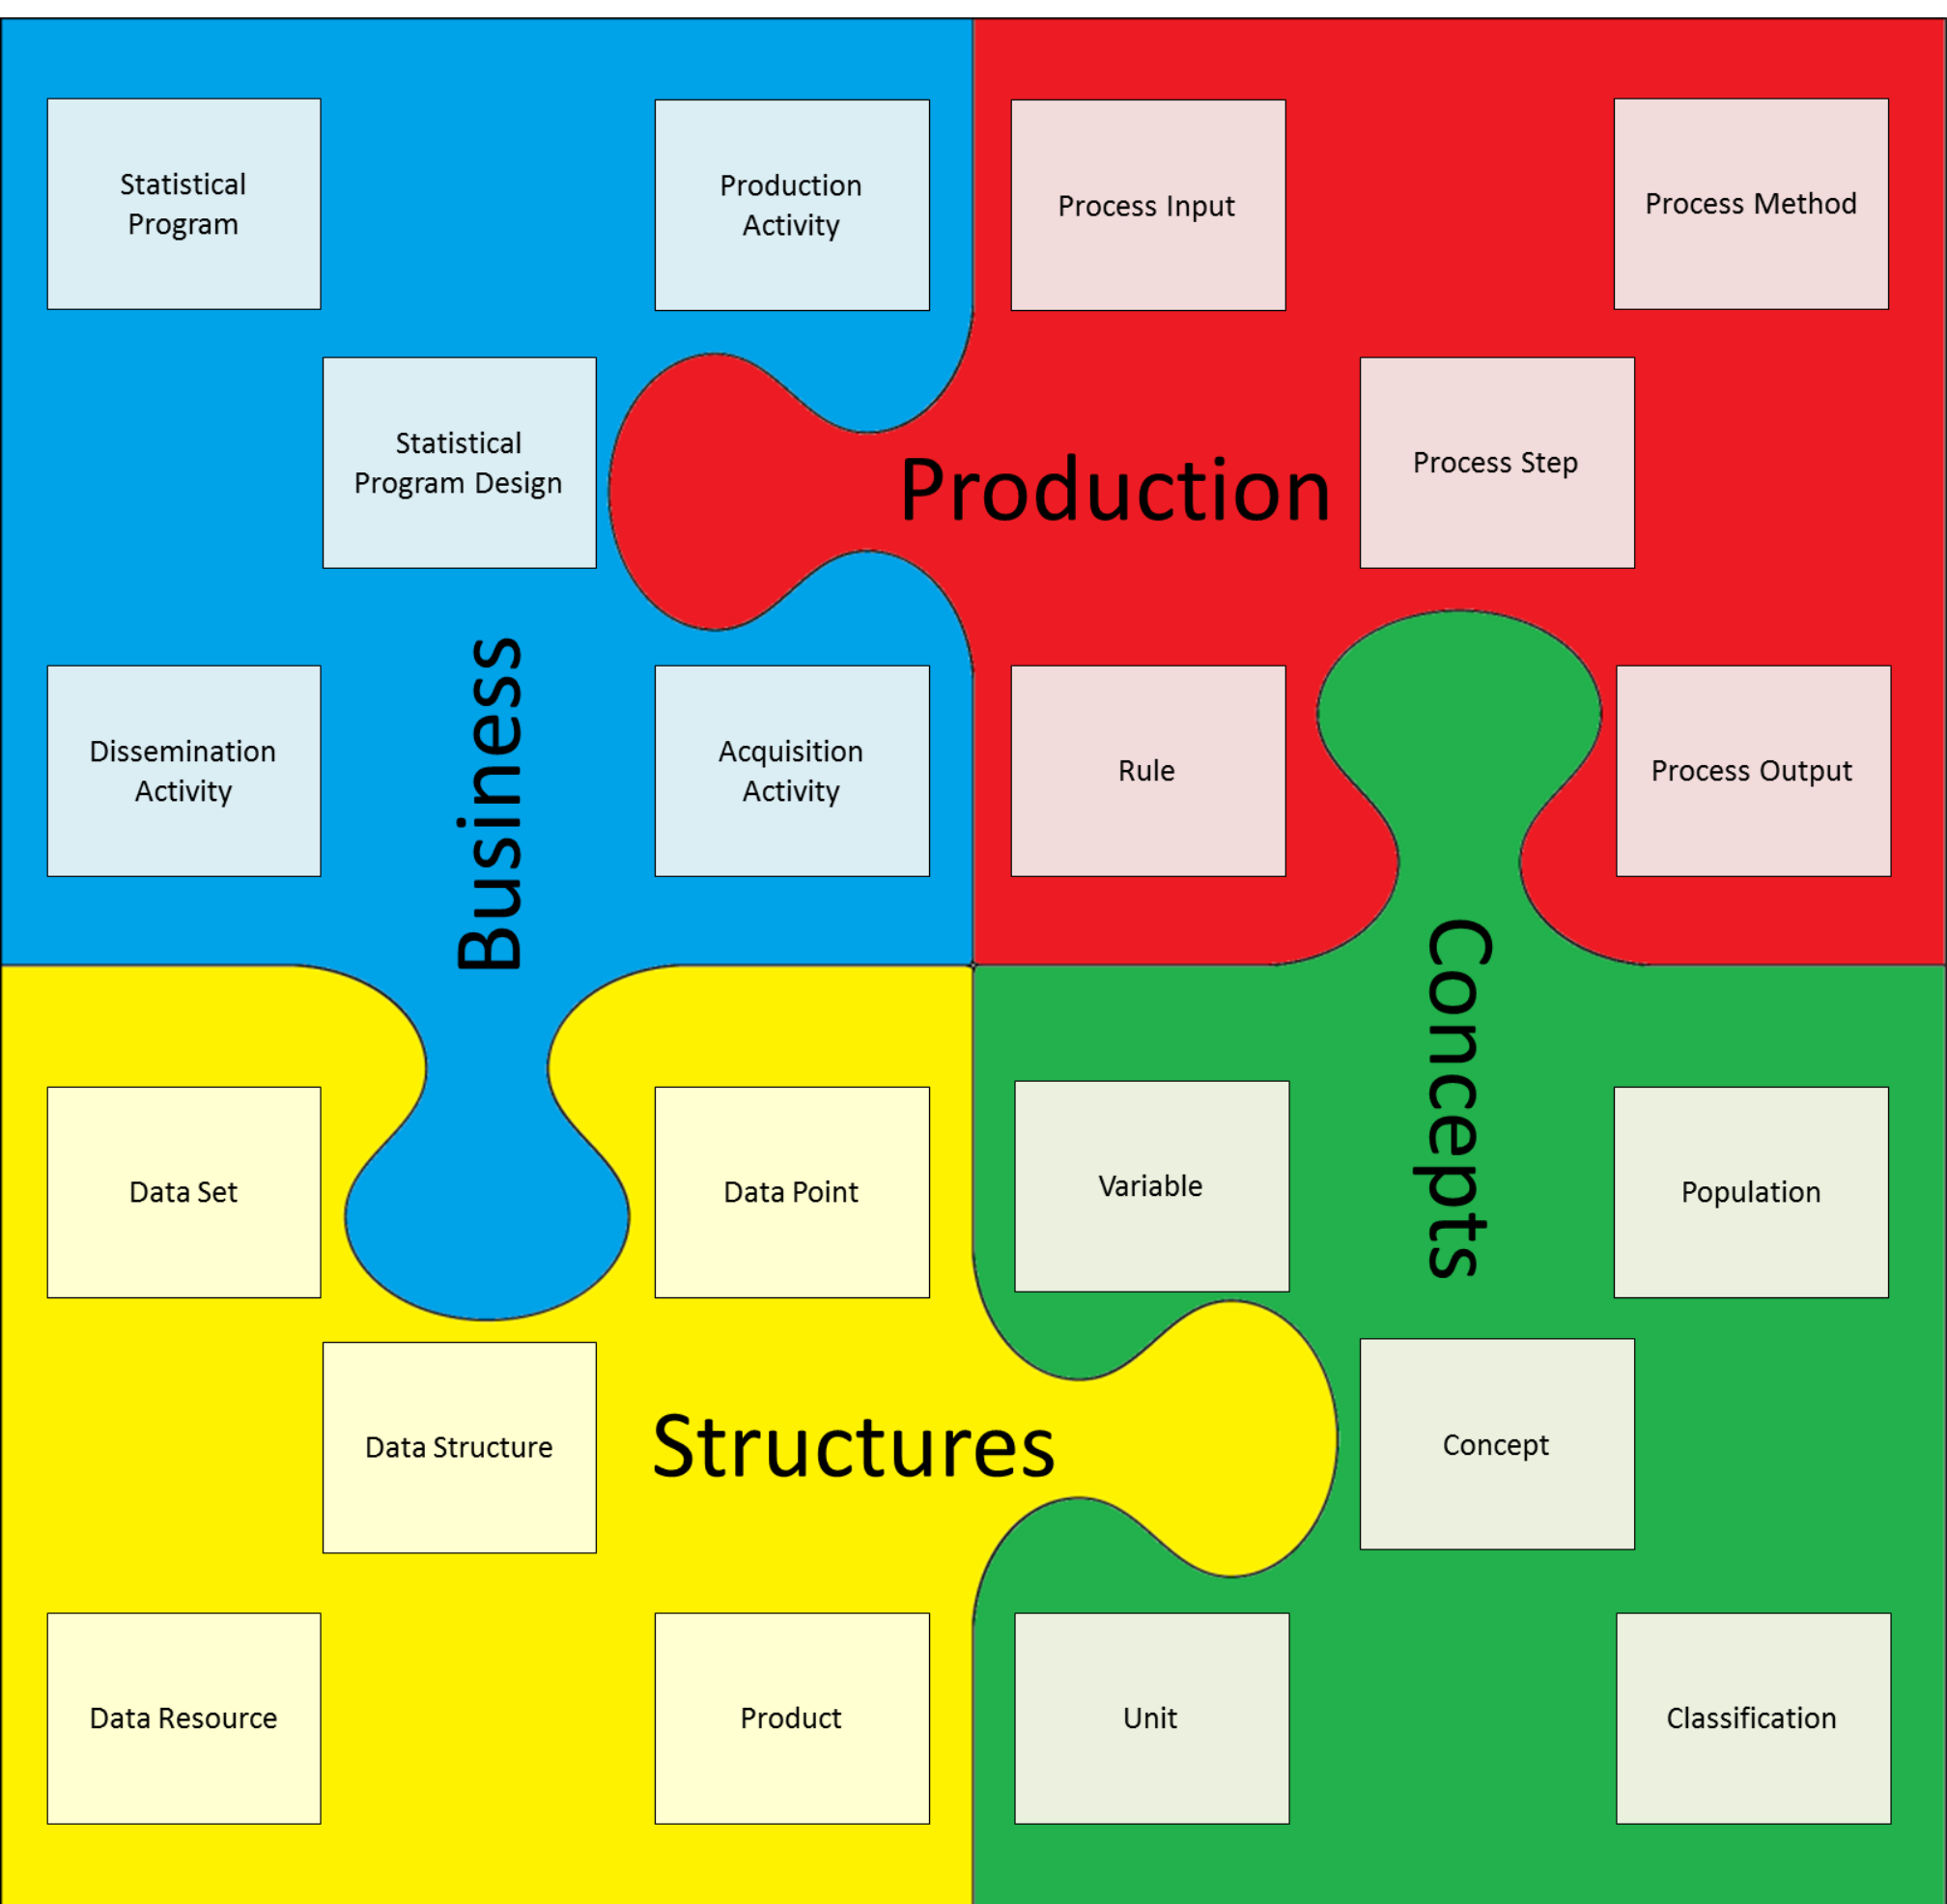 Statistical
Program
Production
Activity
Statistical
Program Design
Dissemination
Activity
Acquisition
Activity
Business
Process Input
Process Method
Production
Process Step
Rule
Process Output
Data Set
Data Point
Data Structure
Structures
Data Resource
Product
Concepts
Variable
Population
Concept
Unit
Classification